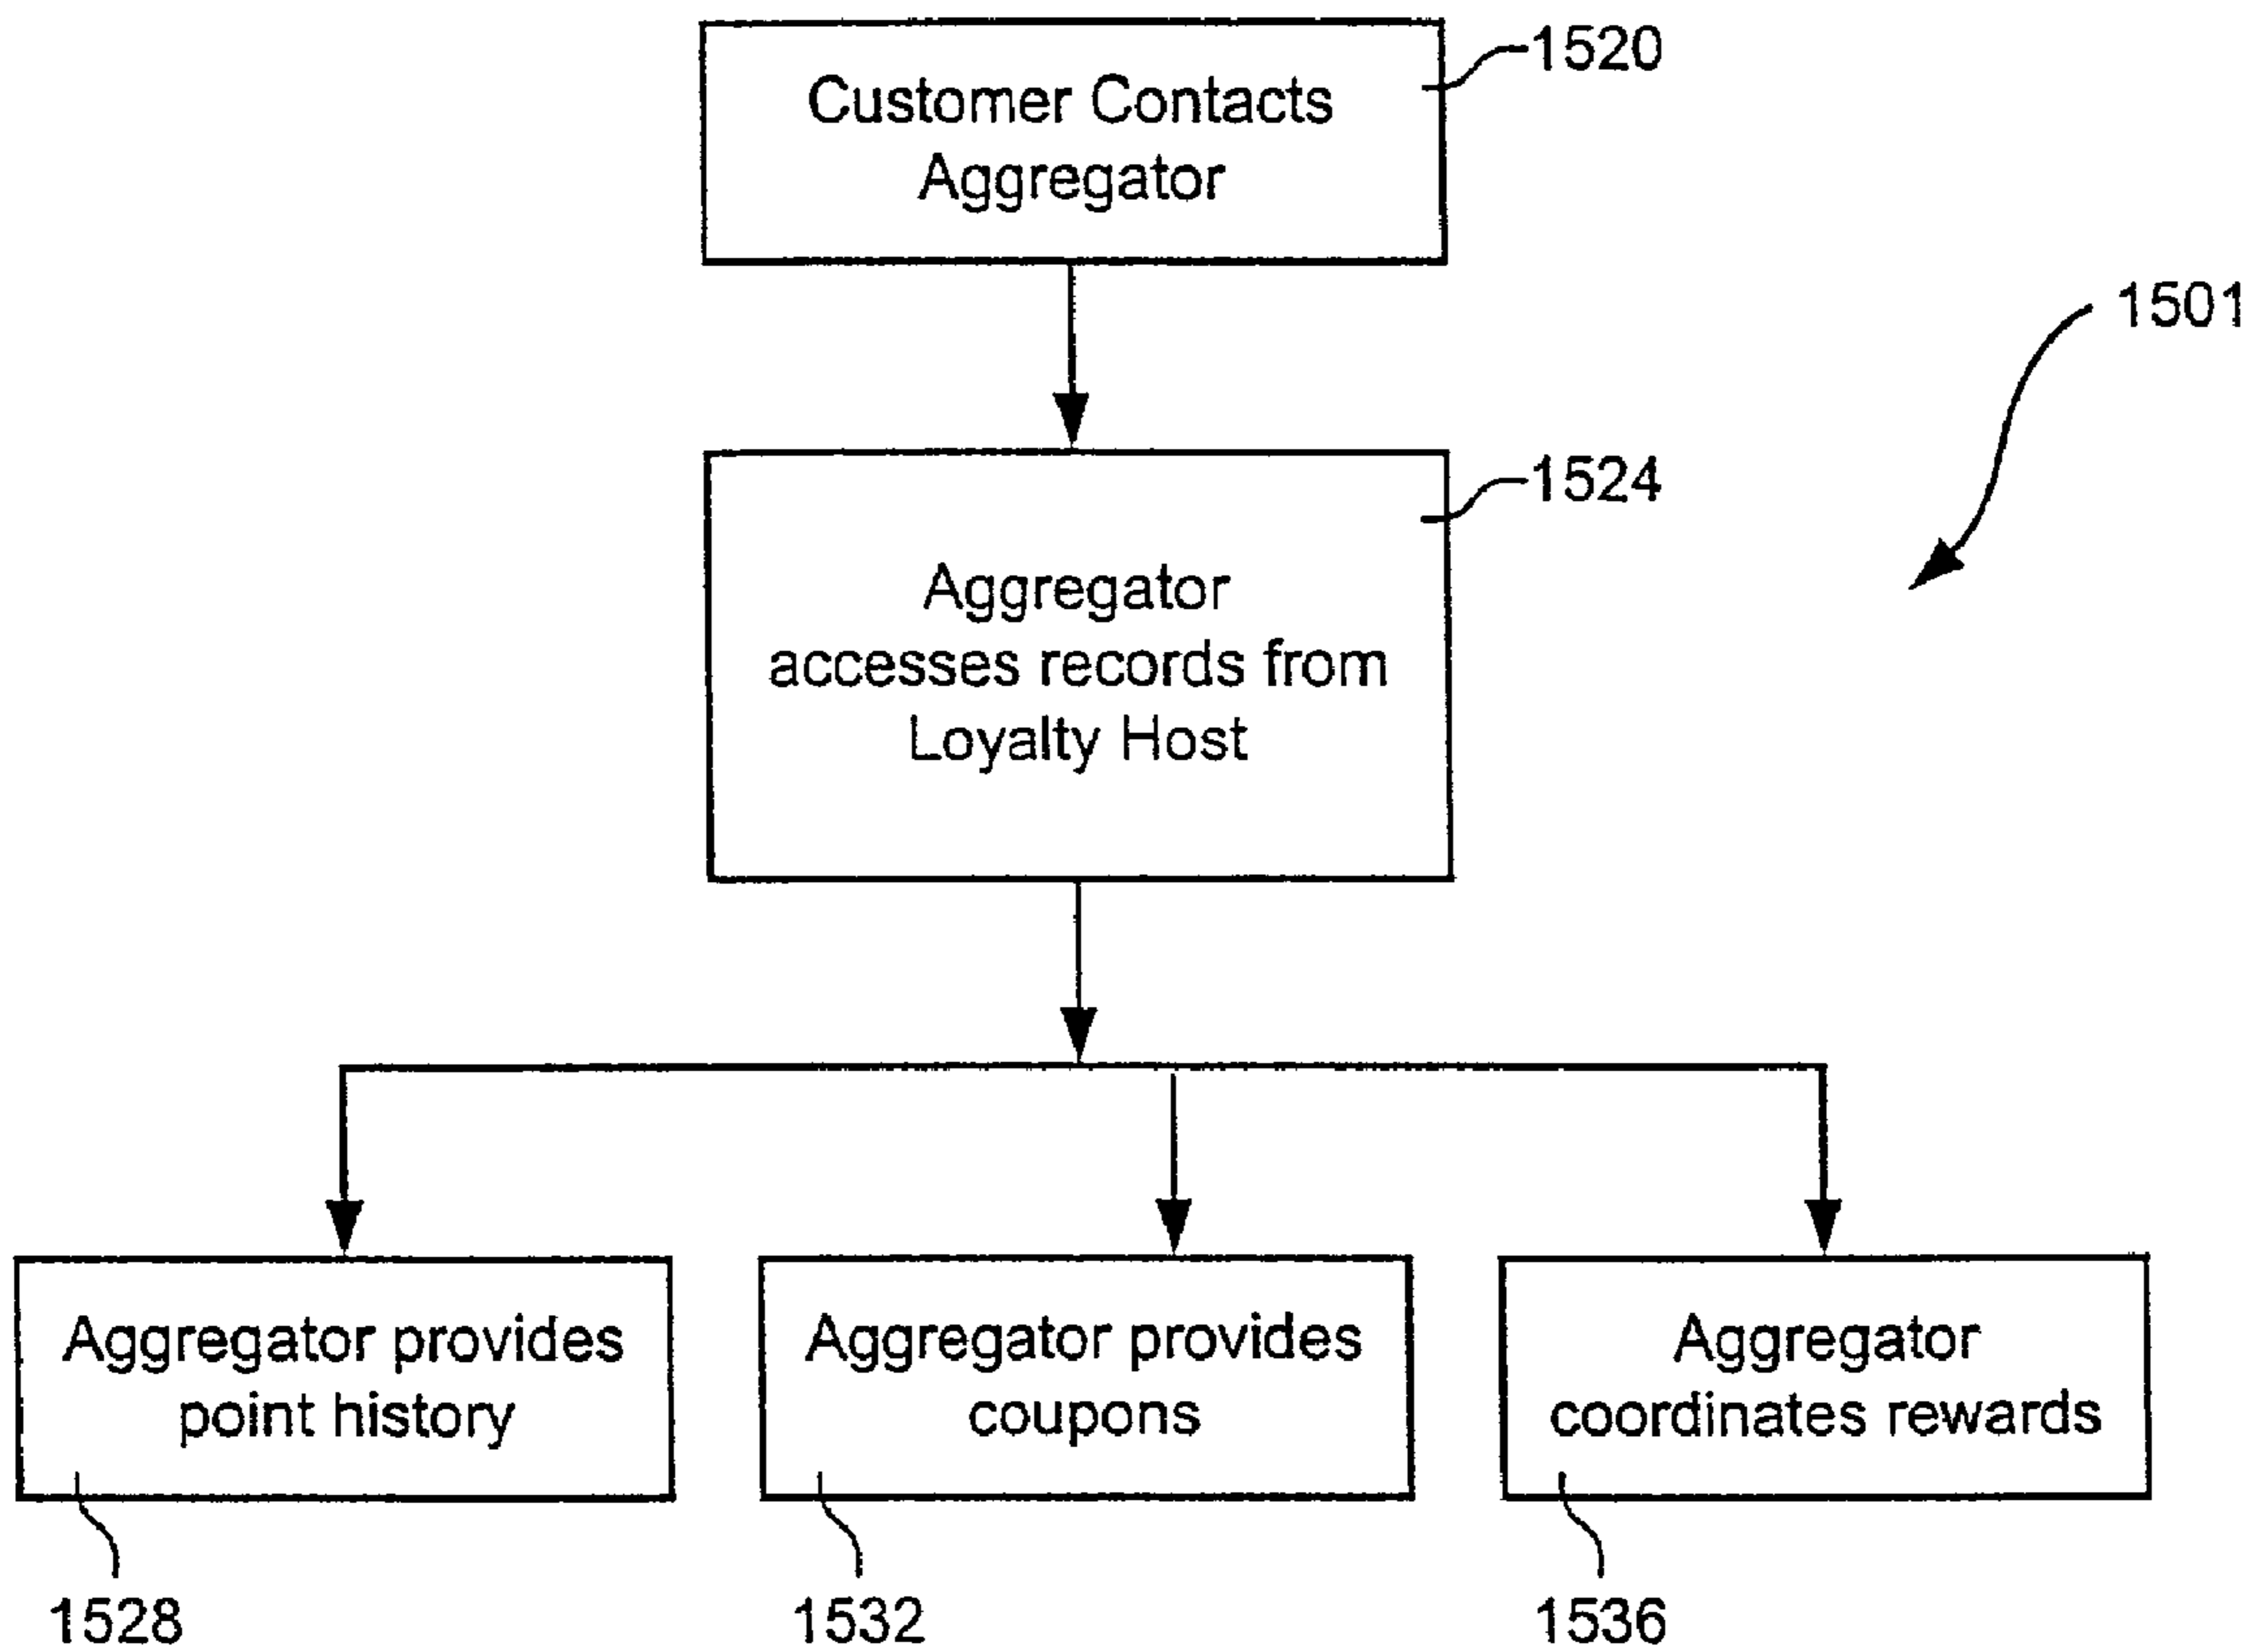 1520
Customer Contacts
Aggregator
1501
1524
Aggregator
accesses records from
Loyalty Host
Aggregator provides
point history
Aggregator provides
coupons
Aggregator
coordinates rewards
1528
1532
1536